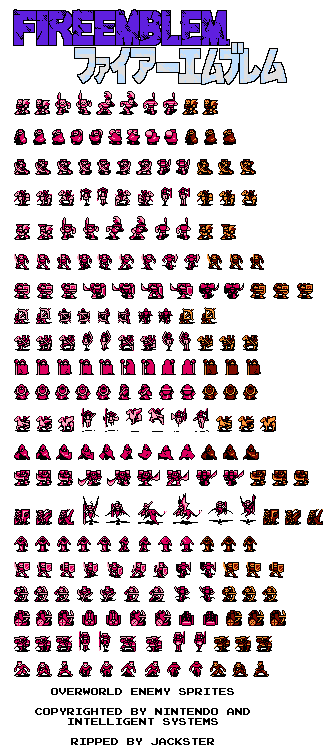 FIREEMBLEM
ファイアーエムブレム
OVERWORLD ENEMY SPRITES
COPYRIGHTED BY NINTENDO AND
INTELLIGENT SYSTEMS
RIPPED BY JACKSTER